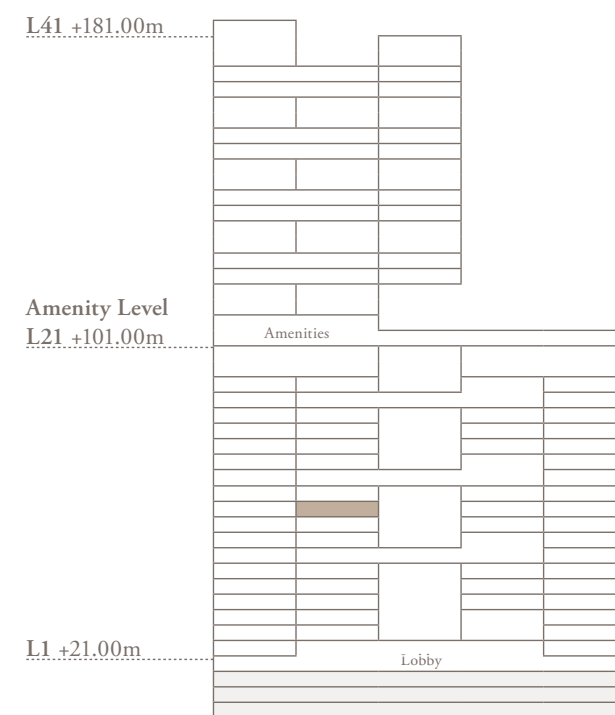 L41 +181.00m
Amenity Level
L21 +101.00m
Amenities
L1 +21.00m
Lobby